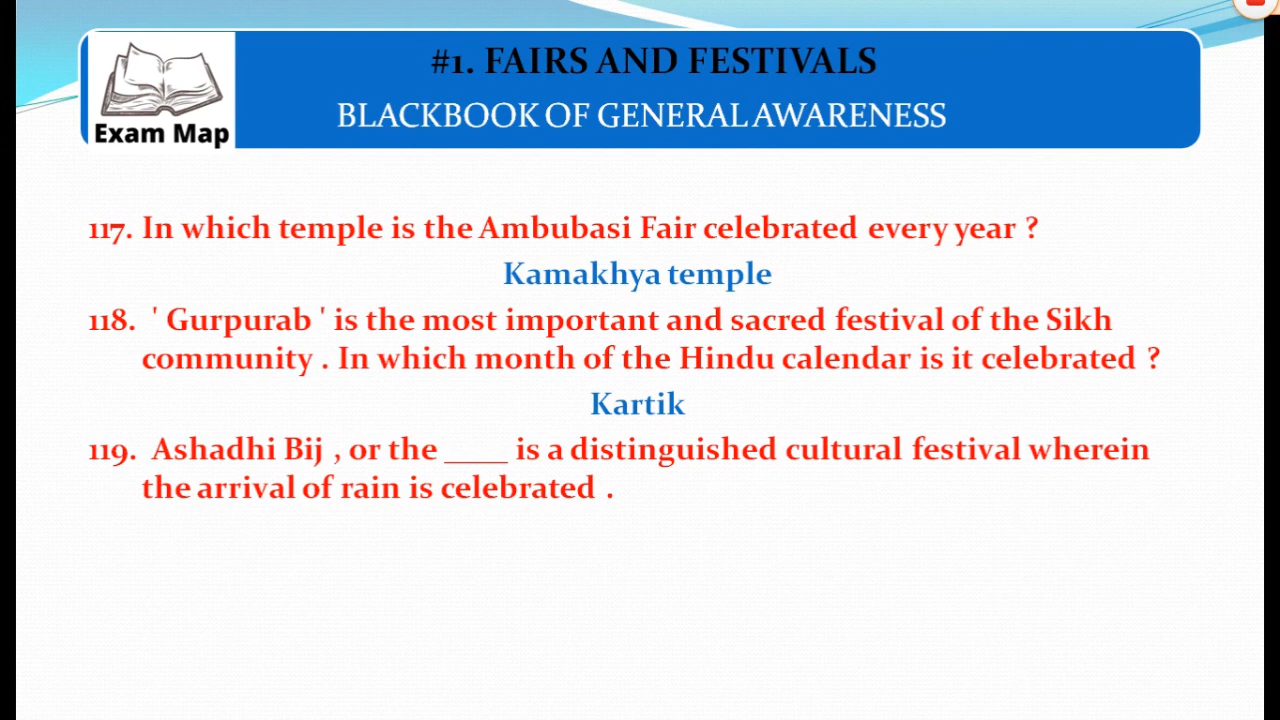 #1. FAIRS AND FESTIVALS
BLACKBOOK OF GENERAL AWARENESS
Exam Map
117. In which temple is the Ambubasi Fair celebrated every year ?
Kamakhya temple
118. ' Gurpurab ' is the most important and sacred festival of the Sikh
community . In which month of the Hindu calendar is it celebrated ?
Kartik
119. Ashadhi Bij , or the ____ is a distinguished cultural festival wherein
the arrival of rain is celebrated .